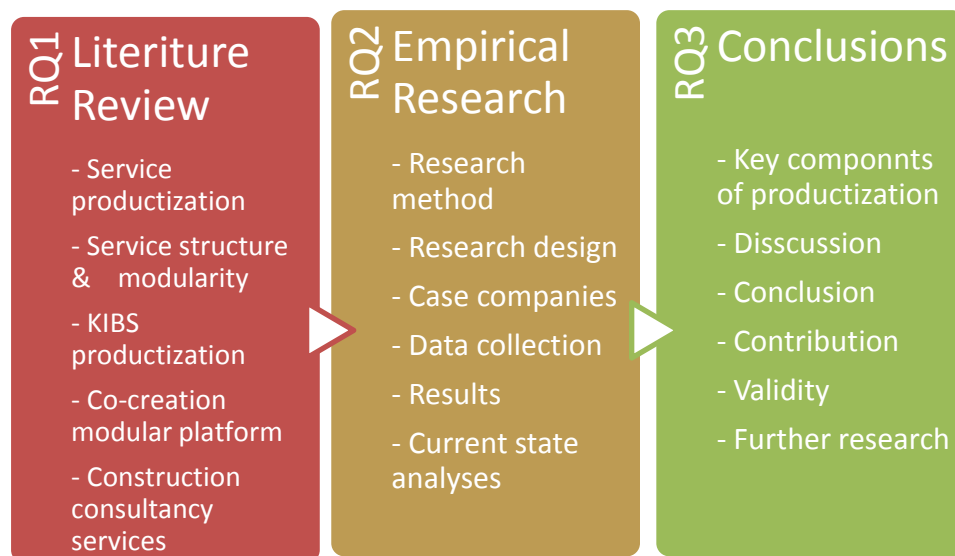 RQ1
Literiture
Review
- Service
productization
- Service structure
& modularity
- KIBS
productization
- Co-creation
modular platform
- Construction
consultancy
services
RQ2
Empirical
Research
- Research
method
- Research design
- Case companies
- Data collection
- Results
- Current state
analyses
RQ3
Conclusions
- Key componnts
of productization
- Disscussion
- Conclusion
- Contribution
- Validity
- Further research